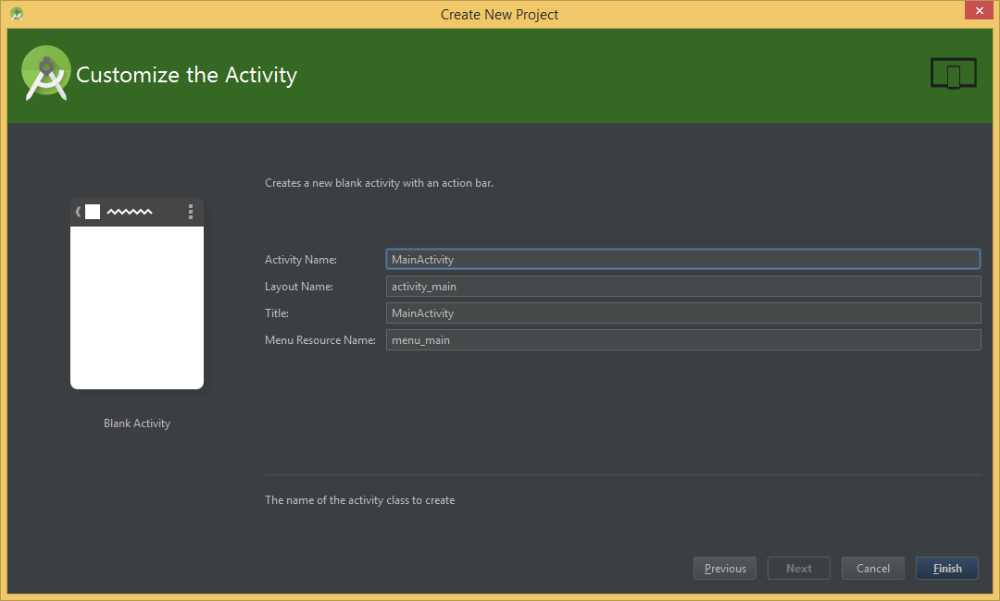 Create New Project
Customize the Activity
Creates a new blank activity with an action bar.
Activity Name: MainActivity
Layout Name: activity_main
Title: MainActivity
Menu Resource Name: menu_main
Blank Activity
The name of the activity class to create
Previous Next Cancel Finish